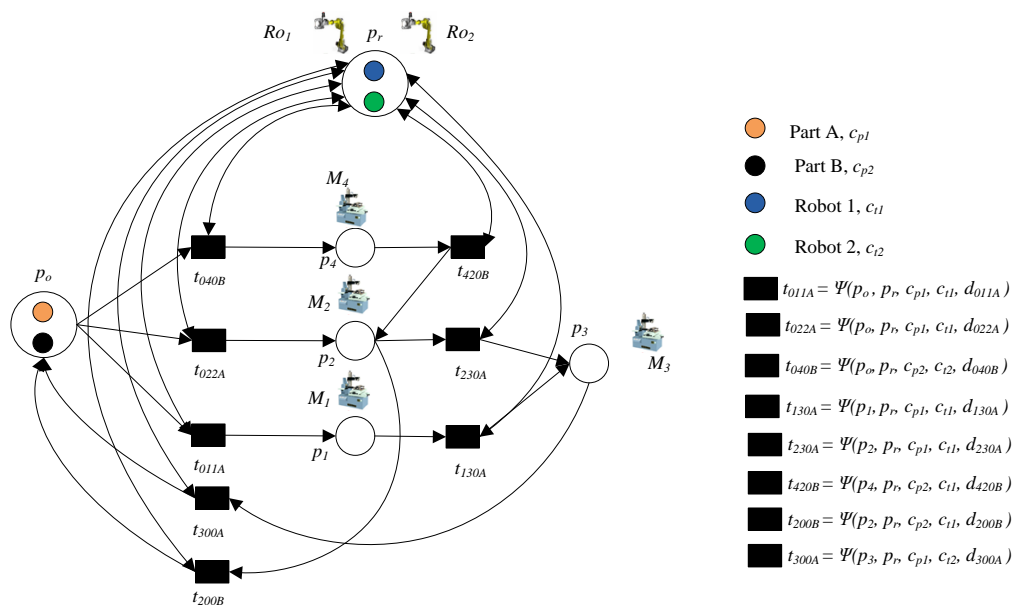 Ro1 pr Ro2
Part A, cp1
Part B, cp2
Robot 1, ct1
Robot 2, ct2
M4
p4
t040B
t420B
po
M2
p2
t022A
t230A
p3
M3
M1
p1
t011A
t130A
t300A
t200B
t011A = Ψ(po, pr, cp1, ct1, d011A)
t022A = Ψ(po, pr, cp1, ct1, d022A)
t040B = Ψ(po, pr, cp2, ct2, d040B)
t130A = Ψ(p1, pr, cp1, ct1, d130A)
t230A = Ψ(p2, pr, cp1, ct1, d230A)
t420B = Ψ(p4, pr, cp2, ct1, d420B)
t200B = Ψ(p2, pr, cp2, ct1, d200B)
t300A = Ψ(p3, pr, cp1, ct2, d300A)